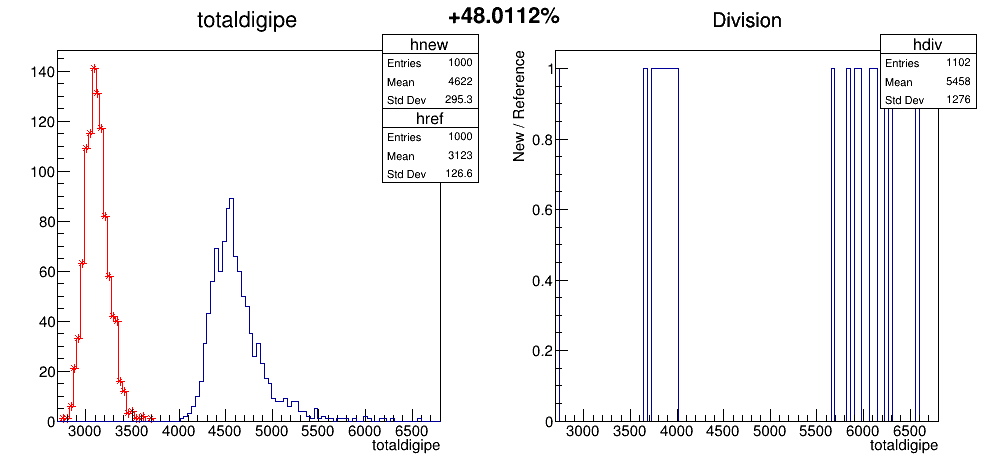 +48.0112%
totaldigipe
hnew
Entries 1000
Mean 4622
Std Dev 295.3
href
Entries 1000
Mean 3123
Std Dev 126.6
140
120
100
80
60
40
20
0
3000 3500 4000 4500 5000 5500 6000 6500
totaldigipe
Division
hdiv
Entries 1102
Mean 5458
Std Dev 1276
New / Reference
1
0.8
0.6
0.4
0.2
0
3000 3500 4000 4500 5000 5500 6000 6500
totaldigipe